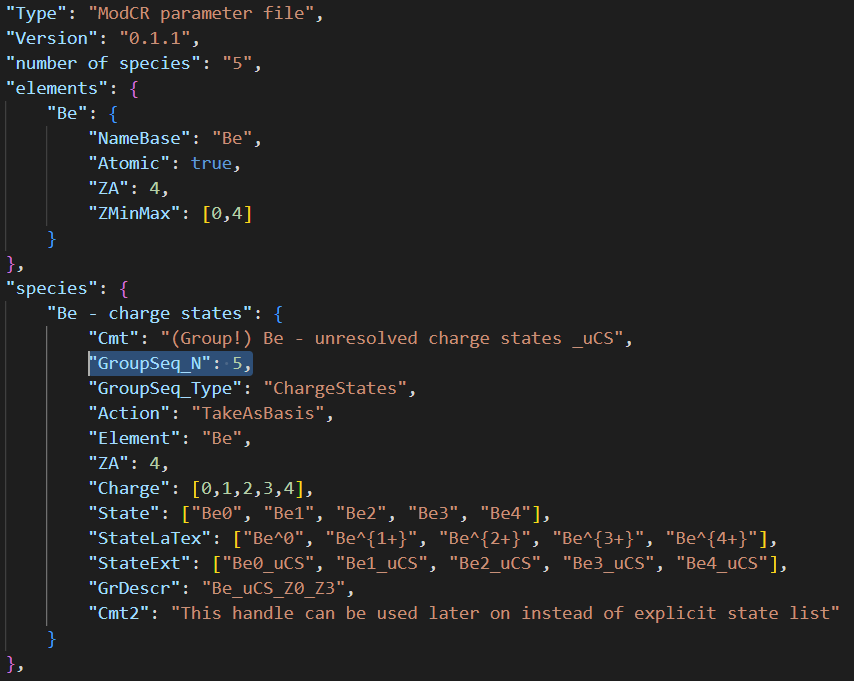 "Type": "ModCR parameter file",
"Version": "0.1.1",
"number of species": "5",
"elements": {
"Be": {
"NameBase": "Be",
"Atomic": true,
"ZA": 4,
"ZMinMax": [0,4]
}
},
"species": {
"Be - charge states": {
"Cmt": "(Group!) Be - unresolved charge states _uCS",
"GroupSeq_N": 5,
"GroupSeq_Type": "ChargeStates",
"Action": "TakeAsBasis",
"Element": "Be",
"ZA": 4,
"Charge": [0,1,2,3,4],
"State": ["Be0", "Be1", "Be2", "Be3", "Be4"],
"StateLaTex": ["Be^0", "Be^{1+}", "Be^{2+}", "Be^{3+}", "Be^{4+}"],
"StateExt": ["Be0_uCS", "Be1_uCS", "Be2_uCS", "Be3_uCS", "Be4_uCS"],
"GrDescr": "Be_uCS_Z0_Z3",
"Cmt2": "This handle can be used later on instead of explicit state list"
}
},